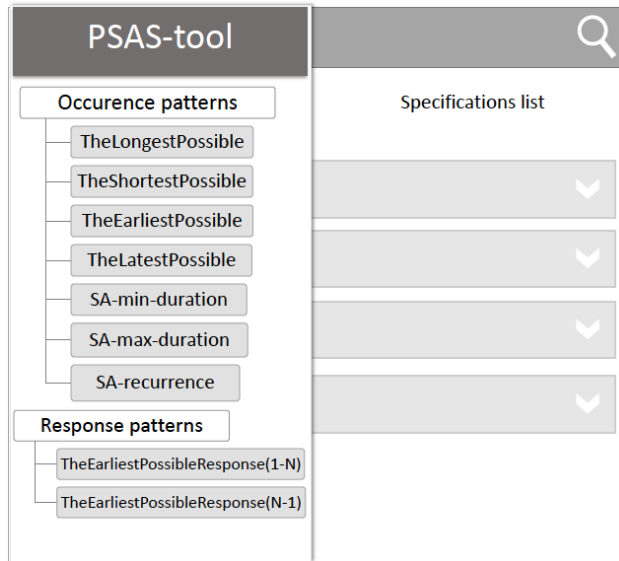 PSAS-tool
Specifications list
Occurence patterns
TheLongestPossible
TheShortestPossible
TheEarliestPossible
TheLatestPossible
SA-min-duration
SA-max-duration
SA-recurrence
Response patterns
TheEarliestPossibleResponse(1-N)
TheEarliestPossibleResponse(N-1)